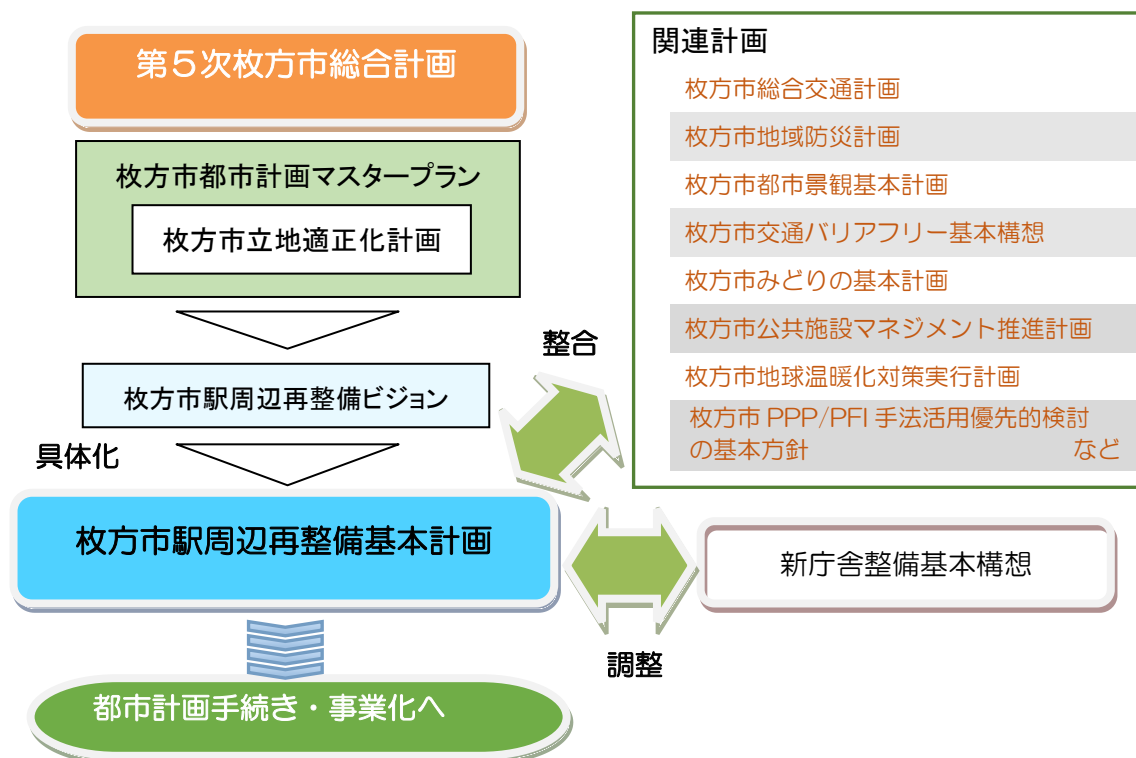 第５次枚方市総合計画
枚方市都市計画マスタープラン
枚方市立地適正化計画
枚方市駅周辺再整備ビジョン
具体化
枚方市駅周辺再整備基本計画
都市計画手続き・事業化へ
整合
調整
関連計画
枚方市総合交通計画
枚方市地域防災計画
枚方市都市景観基本計画
枚方市交通バリアフリー基本構想
枚方市みどりの基本計画
枚方市公共施設マネジメント推進計画
枚方市地球温暖化対策実行計画
枚方市 PPP/PFI 手法活用優先的検討
の基本方針 など
新庁舎整備基本構想